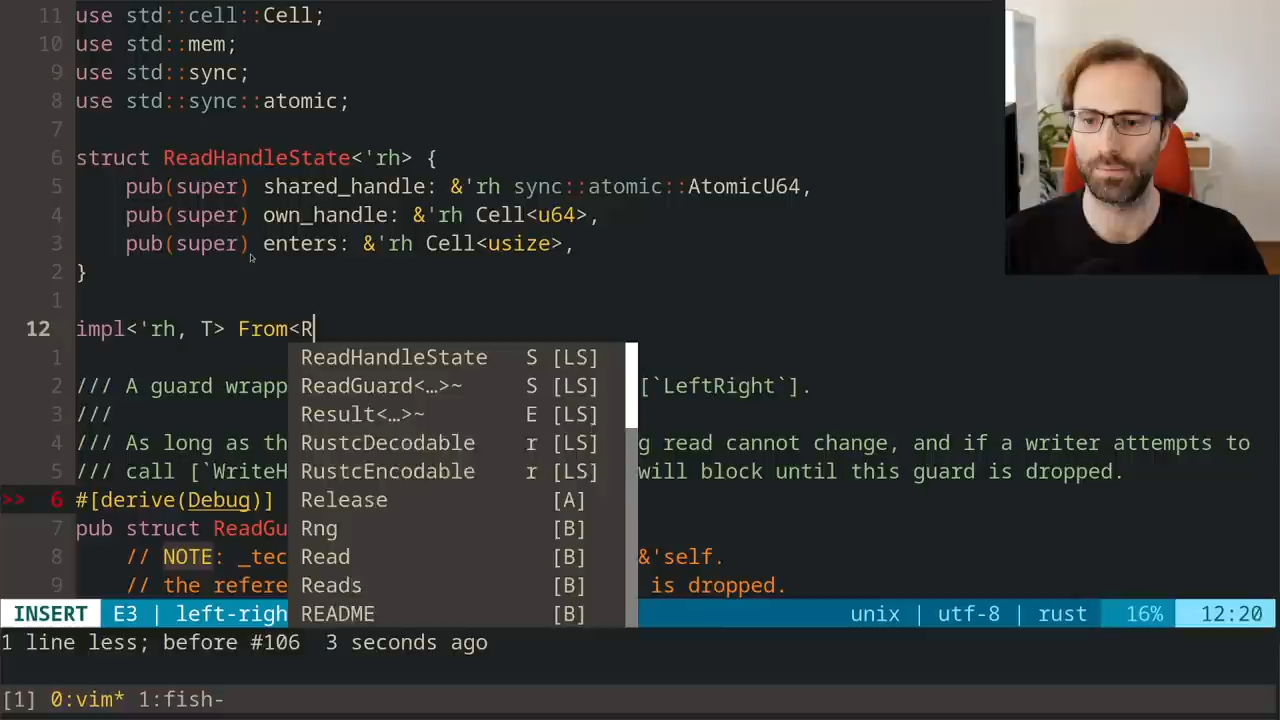 11 use std::cell::Cell;
10 use std::mem;
9 use std::sync;
8 use std::sync::atomic;
7
6 struct ReadHandleState<'rh> {
5     pub(super) shared_handle: &'rh sync::atomic::AtomicU64,
4     pub(super) own_handle: &'rh Cell<u64>,
3     pub(super) enters: &'rh Cell<usize>,
2 }
1
12 impl<'rh, T> From<R
1 ReadHandleState S [LS]
2 /// A guard wrapp ReadGuard<…>~ S [LS] [`LeftRight`].
3 /// Result<…>~ E [LS]
4 /// As long as th RustcDecodable r [LS] g read cannot change, and if a writer attempts to
5 /// call [`WriteH RustcEncodable r [LS] will block until this guard is dropped.
>> 6 #[derive(Debug)] Release [A]
7 pub struct ReadGu Rng [B]
8     // NOTE: _tec Read [B] &'self.
9     // the refere Reads [B] is dropped.
INSERT E3 | left-righ README [B] unix | utf-8 | rust 16% 12:20
1 line less; before #106  3 seconds ago
[1] 0:vim* 1:fish-